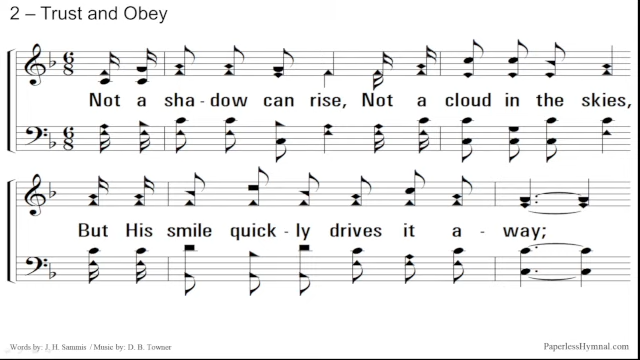 2 – Trust and Obey
Not a sha-dow can rise, Not a cloud in the skies,
But His smile quick-ly drives it a-way;
Words by: J. H. Sammis / Music by: D. B. Towner
PaperlessHymnal.com